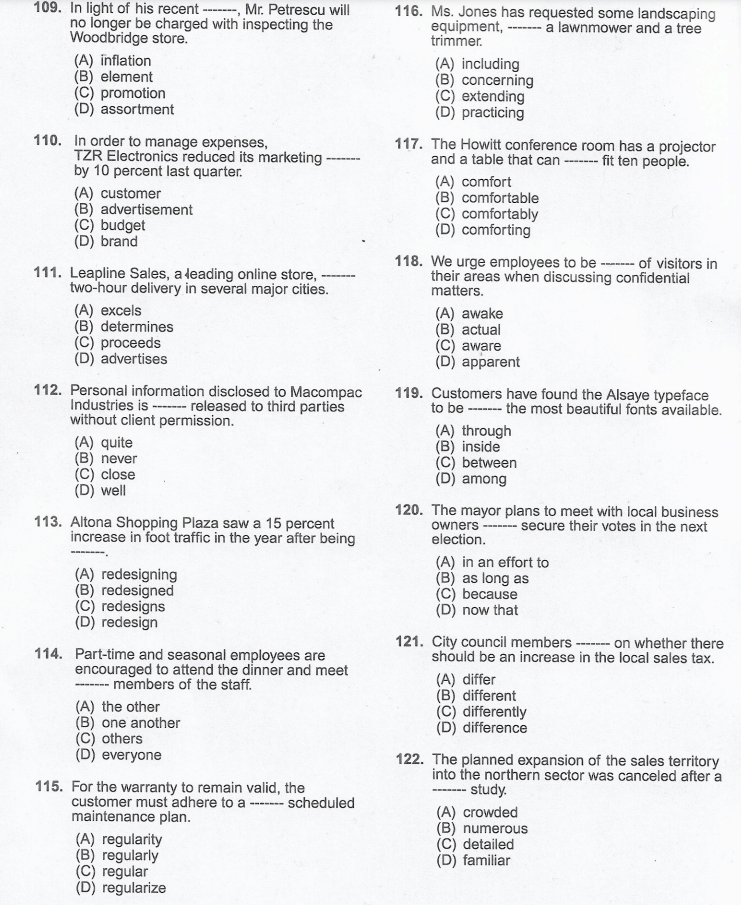 109. In light of his recent -------, Mr. Petrescu will
no longer be charged with inspecting the
Woodbridge store.
(A) inflation
(B) element
(C) promotion
(D) assortment
110. In order to manage expenses,
TZR Electronics reduced its marketing -------
by 10 percent last quarter.
(A) customer
(B) advertisement
(C) budget
(D) brand
111. Leapline Sales, a leading online store, -------
two-hour delivery in several major cities.
(A) excels
(B) determines
(C) proceeds
(D) advertises
112. Personal information disclosed to Macompac
Industries is ------- released to third parties
without client permission.
(A) quite
(B) never
(C) close
(D) well
113. Altona Shopping Plaza saw a 15 percent
increase in foot traffic in the year after being
-------.
(A) redesigning
(B) redesigned
(C) redesigns
(D) redesign
114. Part-time and seasonal employees are
encouraged to attend the dinner and meet
------- members of the staff.
(A) the other
(B) one another
(C) others
(D) everyone
115. For the warranty to remain valid, the
customer must adhere to a ------- scheduled
maintenance plan.
(A) regularity
(B) regularly
(C) regular
(D) regularize
116. Ms. Jones has requested some landscaping
equipment, ------- a lawnmower and a tree
trimmer.
(A) including
(B) concerning
(C) extending
(D) practicing
117. The Howitt conference room has a projector
and a table that can ------- fit ten people.
(A) comfort
(B) comfortable
(C) comfortably
(D) comforting
118. We urge employees to be ------- of visitors in
their areas when discussing confidential
matters.
(A) awake
(B) actual
(C) aware
(D) apparent
119. Customers have found the Alsaye typeface
to be ------- the most beautiful fonts available.
(A) through
(B) inside
(C) between
(D) among
120. The mayor plans to meet with local business
owners ------- secure their votes in the next
election.
(A) in an effort to
(B) as long as
(C) because
(D) now that
121. City council members ------- on whether there
should be an increase in the local sales tax.
(A) differ
(B) different
(C) differently
(D) difference
122. The planned expansion of the sales territory
into the northern sector was canceled after a
------- study.
(A) crowded
(B) numerous
(C) detailed
(D) familiar